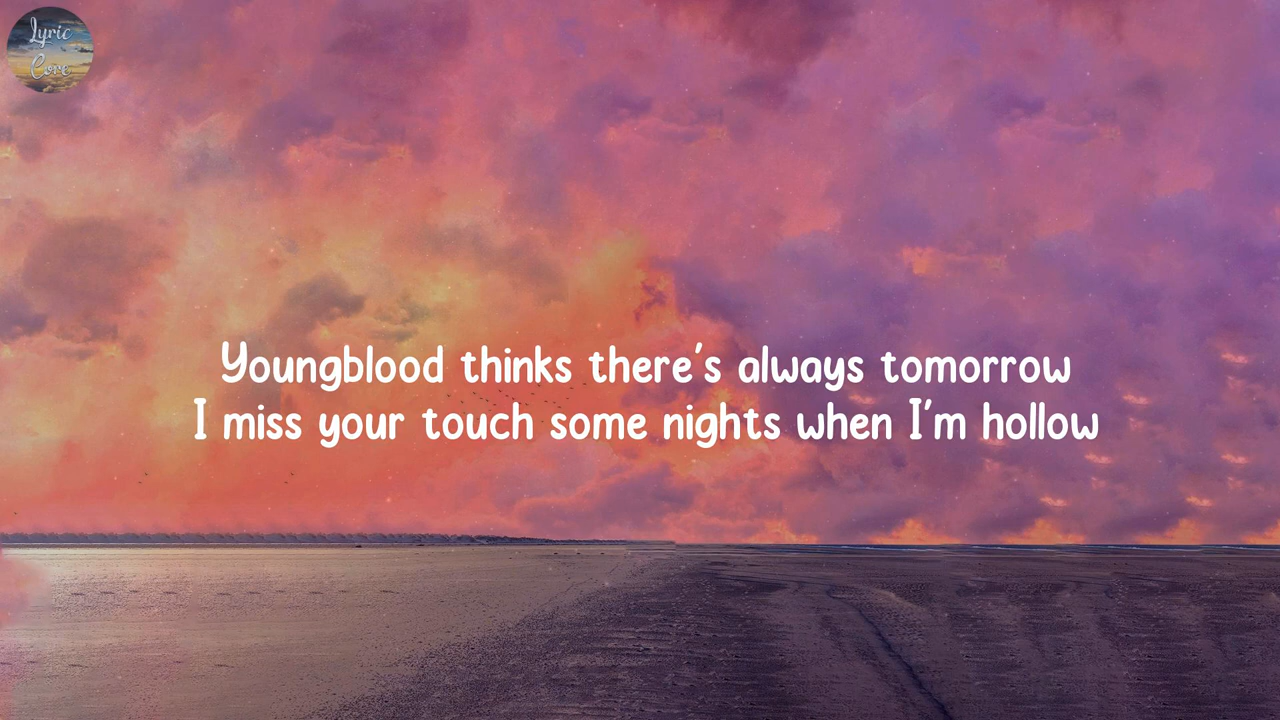 Lyric
Core
Youngblood thinks there's always tomorrow
I miss your touch some nights when I'm hollow